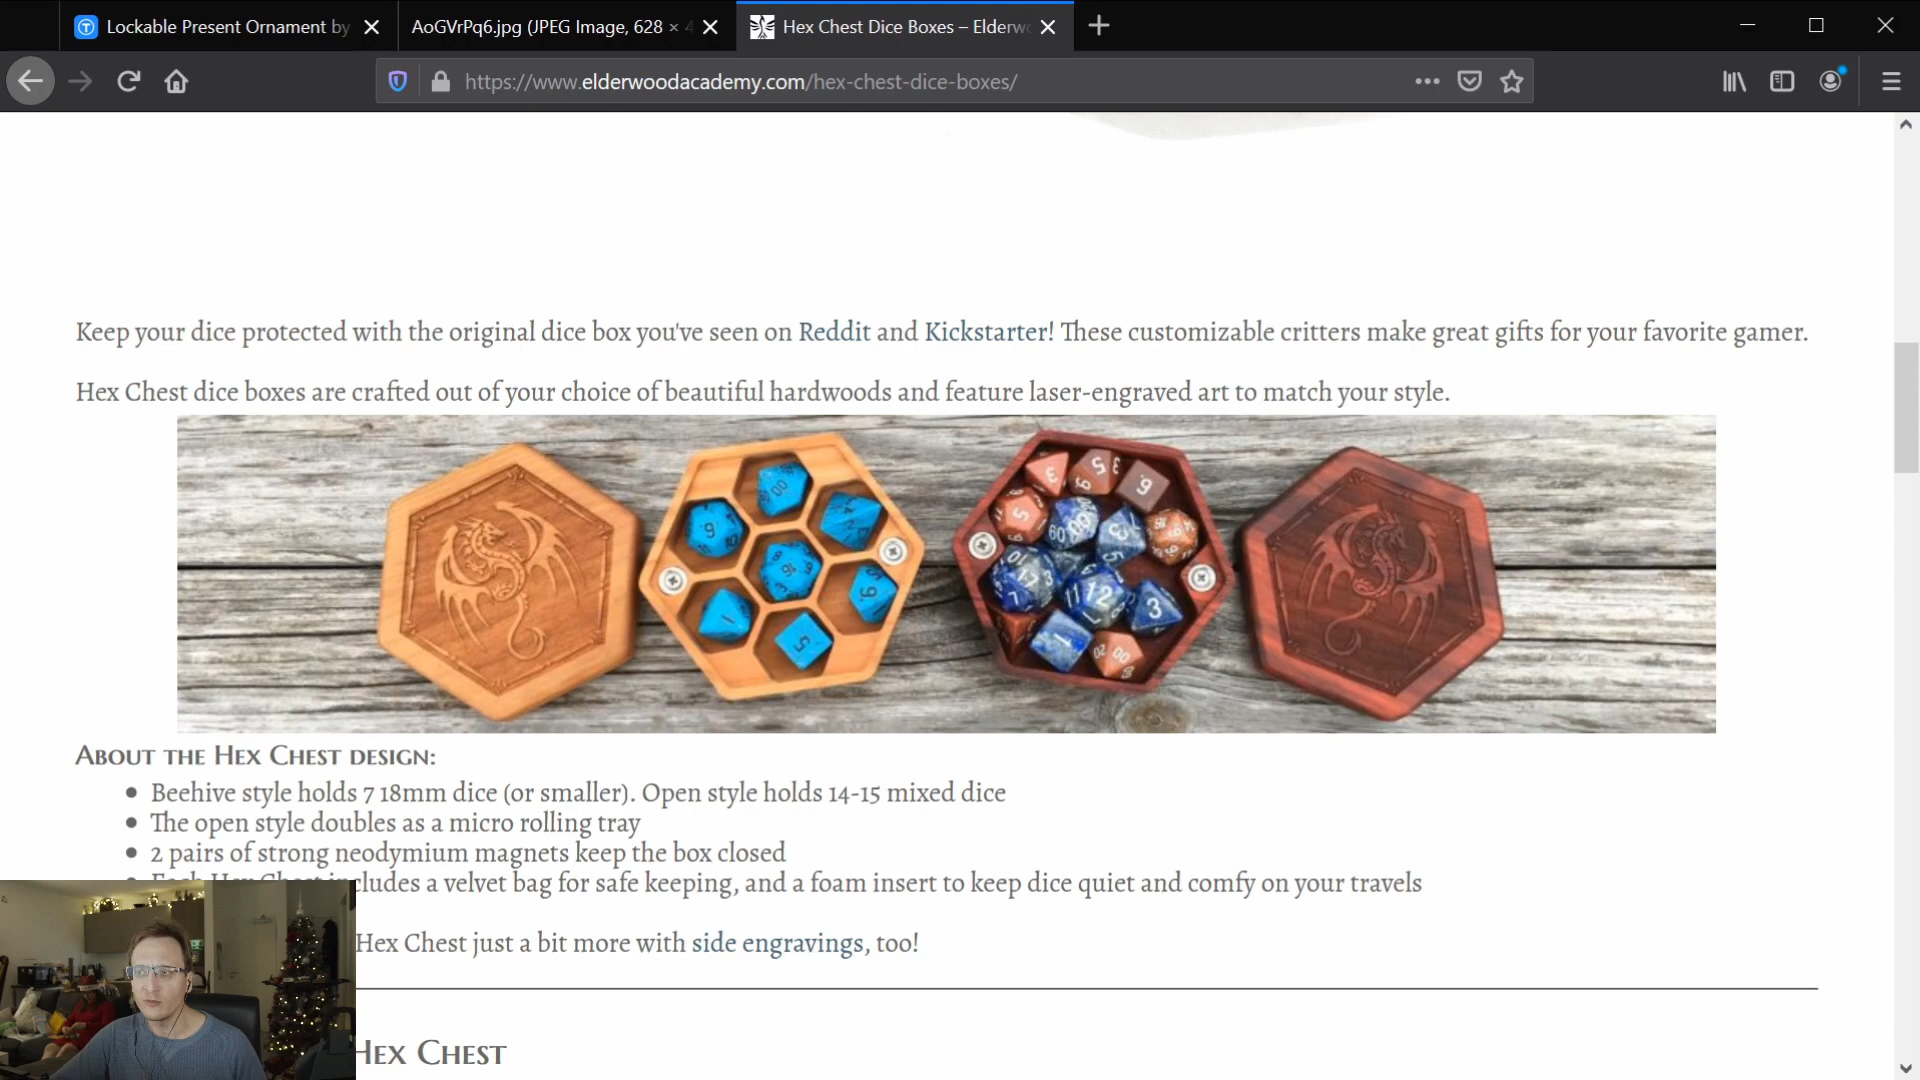 Lockable Present Ornament by
AoGVrPq6.jpg (JPEG Image, 628 ×
Hex Chest Dice Boxes – Elderw
https://www.elderwoodacademy.com/hex-chest-dice-boxes/
Keep your dice protected with the original dice box you've seen on Reddit and Kickstarter! These customizable critters make great gifts for your favorite gamer.
Hex Chest dice boxes are crafted out of your choice of beautiful hardwoods and feature laser-engraved art to match your style.
About the Hex Chest design:
Beehive style holds 7 18mm dice (or smaller). Open style holds 14-15 mixed dice
The open style doubles as a micro rolling tray
2 pairs of strong neodymium magnets keep the box closed
Each Hex Chest includes a velvet bag for safe keeping, and a foam insert to keep dice quiet and comfy on your travels
Hex Chest just a bit more with side engravings, too!
Hex Chest